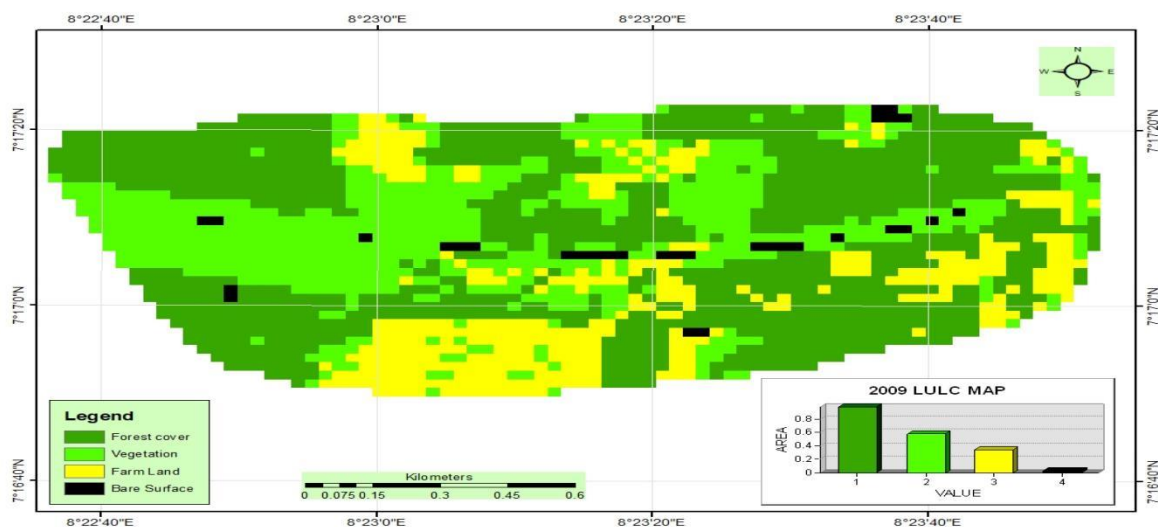 8°22'40"E 8°23'0"E 8°23'20"E 8°23'40"E
N
W E
S
7°17'20"N 7°17'20"N
7°17'0"N 7°17'0"N
7°16'40"N 7°16'40"N
Legend
Forest cover
Vegetation
Farm Land
Bare Surface
Kilometers
0 0.075 0.15 0.3 0.45 0.6
2009 LULC MAP
AREA
0.8
0.6
0.4
0.2
0
1 2 3 4
VALUE
8°22'40"E 8°23'0"E 8°23'20"E 8°23'40"E